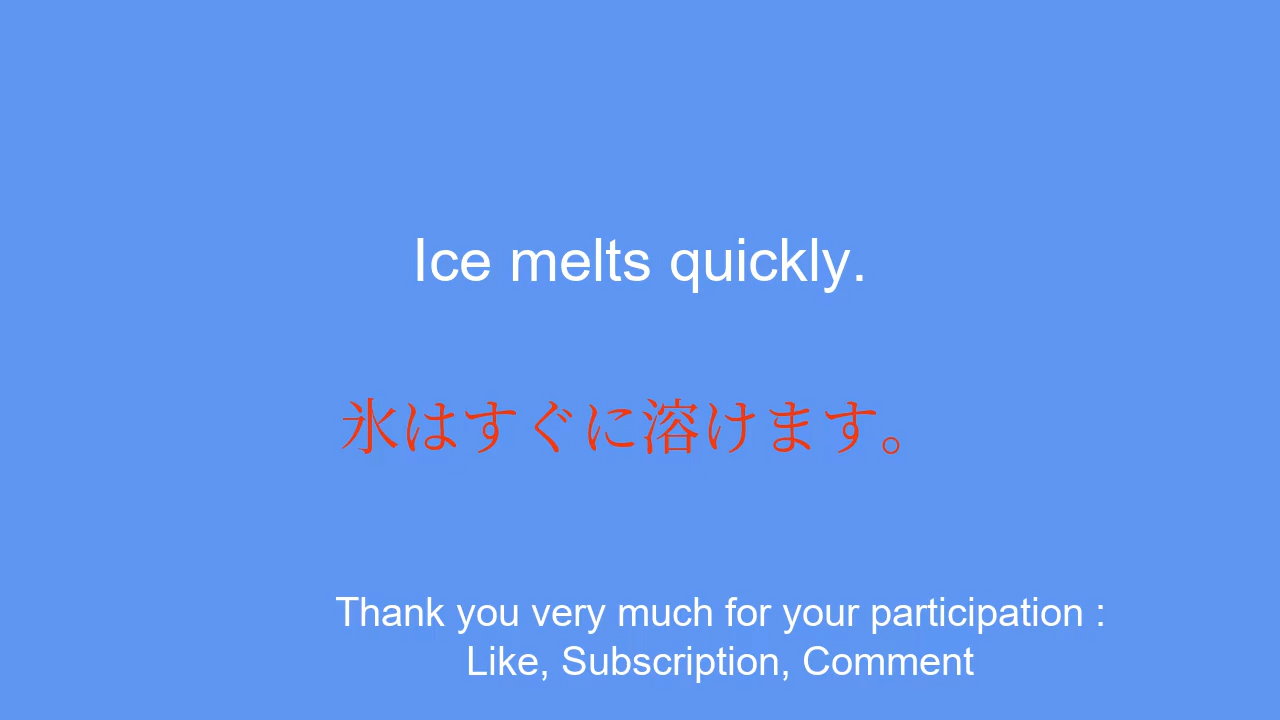 Ice melts quickly.
氷はすぐに溶けます。
Thank you very much for your participation :
Like, Subscription, Comment